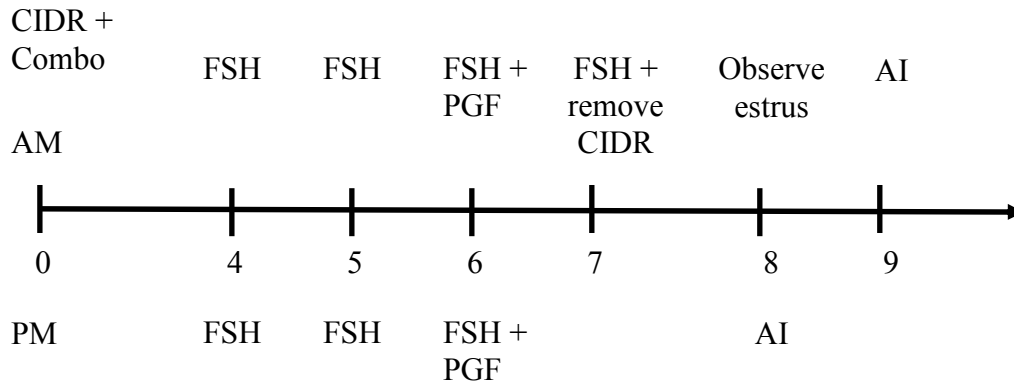 CIDR +
Combo
FSH
FSH
FSH +
PGF
FSH +
remove
CIDR
Observe
estrus
AI
AM
0
4
5
6
7
8
9
PM
FSH
FSH
FSH +
PGF
AI